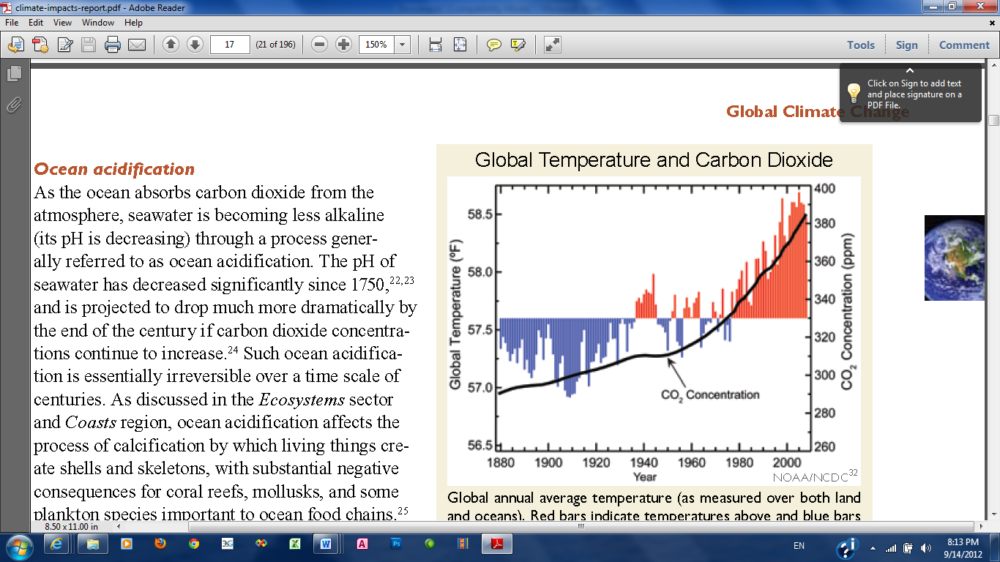 climate-impacts-report.pdf - Adobe Reader
File Edit View Window Help
17 (21 of 196) 150% Tools Sign Comment
Click on Sign to add text
and place signature on a
PDF File.
Global Climate Change
Ocean acidification
As the ocean absorbs carbon dioxide from the
atmosphere, seawater is becoming less alkaline
(its pH is decreasing) through a process gener-
ally referred to as ocean acidification. The pH of
seawater has decreased significantly since 1750,22,23
and is projected to drop much more dramatically by
the end of the century if carbon dioxide concentra-
tions continue to increase.24 Such ocean acidifica-
tion is essentially irreversible over a time scale of
centuries. As discussed in the Ecosystems sector
and Coasts region, ocean acidification affects the
process of calcification by which living things cre-
ate shells and skeletons, with substantial negative
consequences for coral reefs, mollusks, and some
plankton species important to ocean food chains.25
Global Temperature and Carbon Dioxide
Global Temperature (ºF)
58.5
58.0
57.5
57.0
56.5
CO2 Concentration
400
380
360
340
320
300
280
260
CO2 Concentration (ppm)
1880 1900 1920 1940 1960 1980 2000
Year
NOAA/NCDC32
Global annual average temperature (as measured over both land
and oceans). Red bars indicate temperatures above and blue bars
8.50 x 11.00 in
3G
EN
8:13 PM
9/14/2012